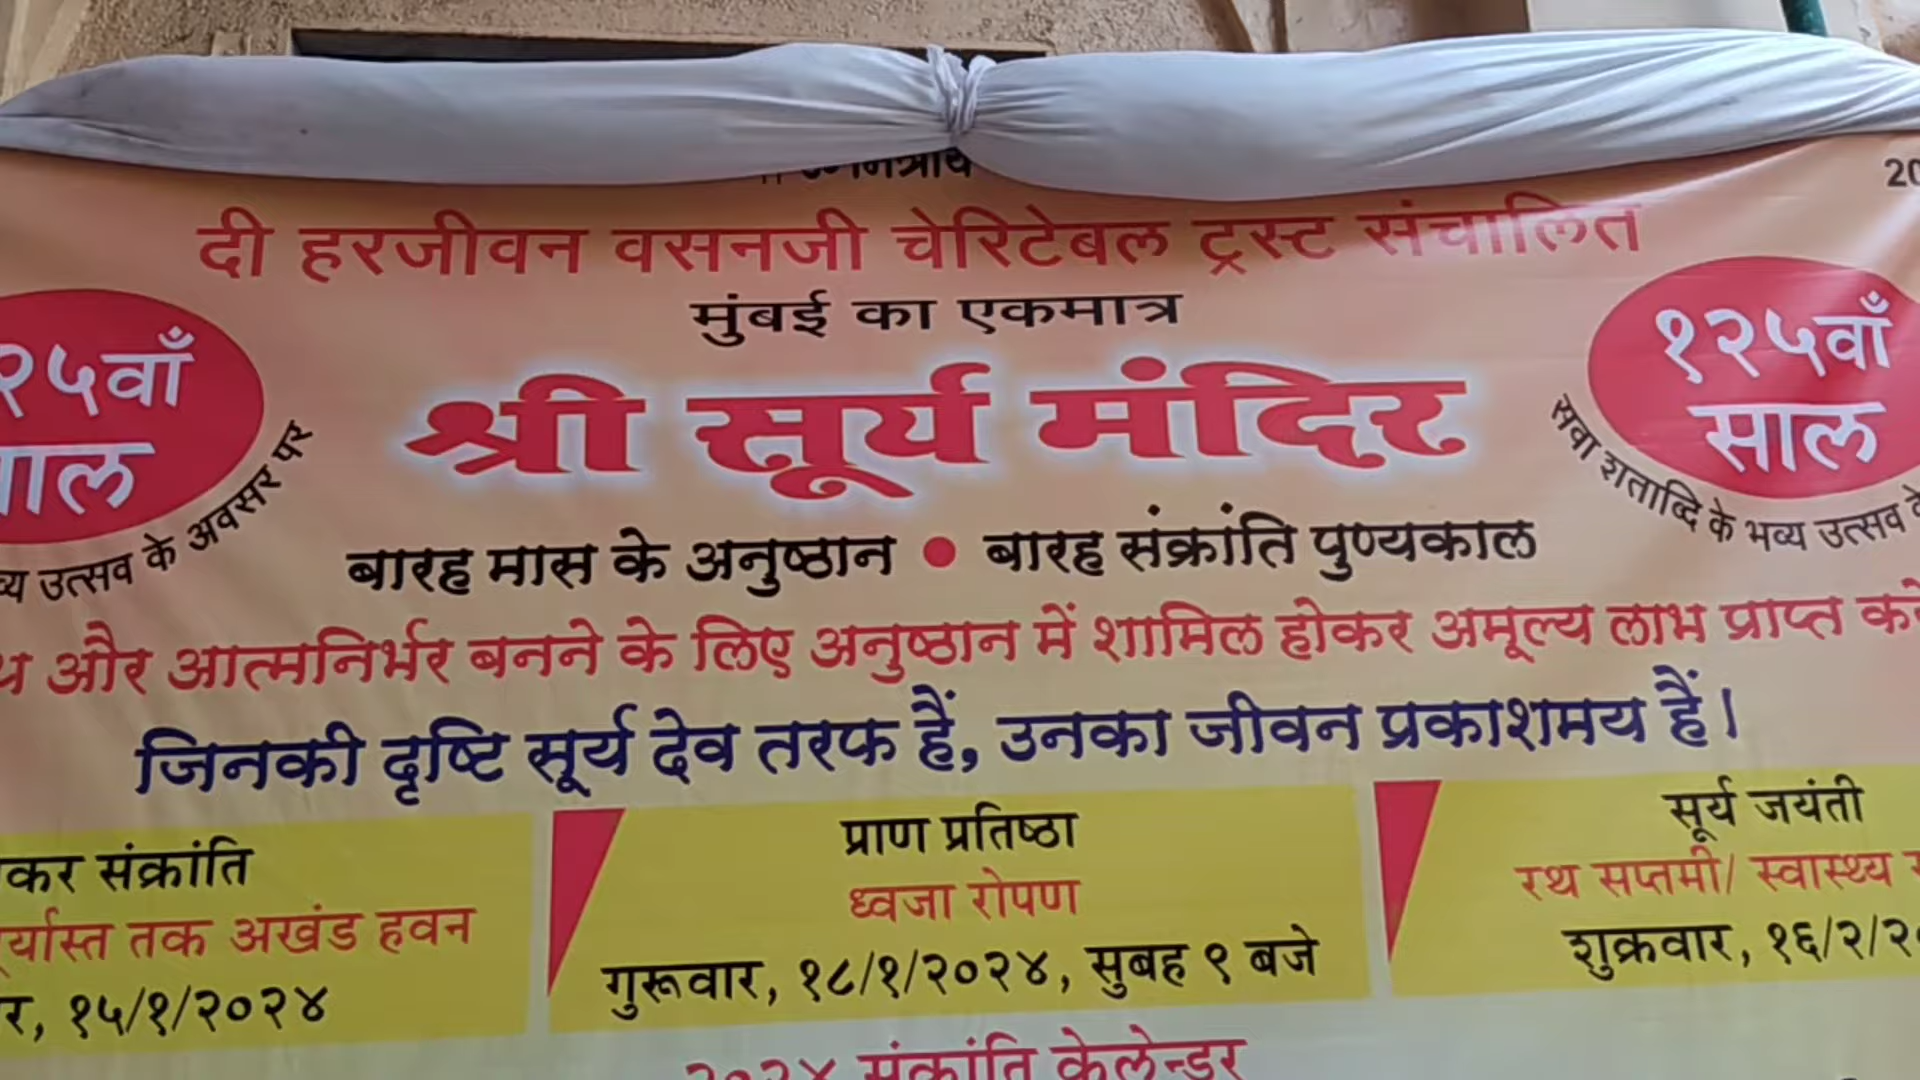 दी हरजीवन वसनजी चेरिटेबल ट्रस्ट संचालित
मुंबई का एकमात्र
श्री सूर्य मंदिर
१२५वाँ
साल
सवा शताब्दि के भव्य उत्सव
उत्सव के अवसर पर
बारह मास के अनुष्ठान • बारह संक्रांति पुण्यकाल
और आत्मनिर्भर बनने के लिए अनुष्ठान में शामिल होकर अमूल्य लाभ प्राप्त
जिनकी दृष्टि सूर्य देव तरफ हैं, उनका जीवन प्रकाशमय हैं।
संक्रांति
तक अखंड हवन
१५/१/२०२४
प्राण प्रतिष्ठा
ध्वजा रोपण
गुरूवार, १८/१/२०२४, सुबह ९ बजे
सूर्य जयंती
रथ सप्तमी/ स्वास्थ्य
शुक्रवार, १६/२/२०
२०२४ संक्रांति केलेन्डर